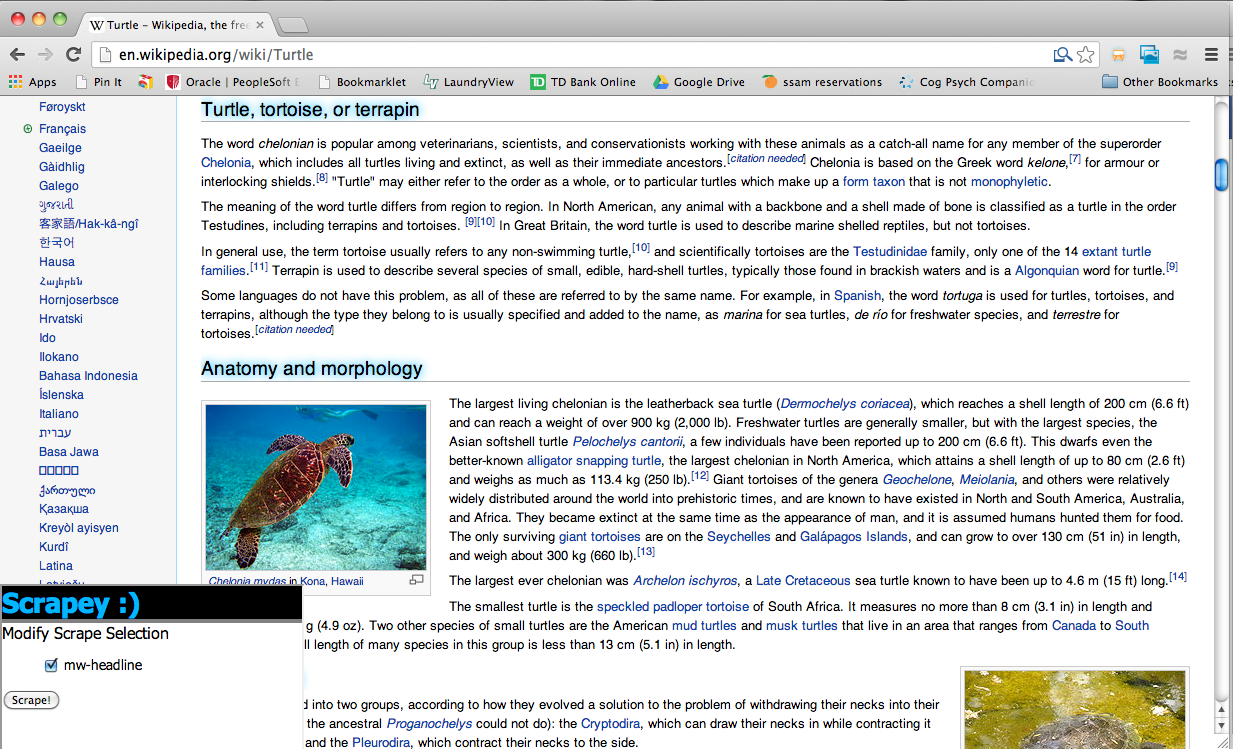 Turtle – Wikipedia, the free
en.wikipedia.org/wiki/Turtle
Apps
Pin It
Oracle | PeopleSoft E
Bookmarklet
LaundryView
TD Bank Online
Google Drive
ssam reservations
Cog Psych Compani
Other Bookmarks
Føroyskt
Français
Gaeilge
Gàidhlig
Galego
ગુજરાતી
客家語/Hak-kâ-ngî
한국어
Hausa
Հայերեն
Hornjoserbsce
Hrvatski
Ido
Ilokano
Bahasa Indonesia
Íslenska
Italiano
עברית
Basa Jawa
ქართული
Қазақша
Kreyòl ayisyen
Kurdî
Latina
Latviešu
Turtle, tortoise, or terrapin
The word chelonian is popular among veterinarians, scientists, and conservationists working with these animals as a catch-all name for any member of the superorder
Chelonia, which includes all turtles living and extinct, as well as their immediate ancestors.[citation needed] Chelonia is based on the Greek word kelone,[7] for armour or
interlocking shields.[8] "Turtle" may either refer to the order as a whole, or to particular turtles which make up a form taxon that is not monophyletic.
The meaning of the word turtle differs from region to region. In North American, any animal with a backbone and a shell made of bone is classified as a turtle in the order
Testudines, including terrapins and tortoises. [9][10] In Great Britain, the word turtle is used to describe marine shelled reptiles, but not tortoises.
In general use, the term tortoise usually refers to any non-swimming turtle,[10] and scientifically tortoises are the Testudinidae family, only one of the 14 extant turtle
families.[11] Terrapin is used to describe several species of small, edible, hard-shell turtles, typically those found in brackish waters and is a Algonquian word for turtle.[9]
Some languages do not have this problem, as all of these are referred to by the same name. For example, in Spanish, the word tortuga is used for turtles, tortoises, and
terrapins, although the type they belong to is usually specified and added to the name, as marina for sea turtles, de río for freshwater species, and terrestre for
tortoises.[citation needed]
Anatomy and morphology
Chelonia mydas in Kona, Hawaii
The largest living chelonian is the leatherback sea turtle (Dermochelys coriacea), which reaches a shell length of 200 cm (6.6 ft)
and can reach a weight of over 900 kg (2,000 lb). Freshwater turtles are generally smaller, but with the largest species, the
Asian softshell turtle Pelochelys cantorii, a few individuals have been reported up to 200 cm (6.6 ft). This dwarfs even the
better-known alligator snapping turtle, the largest chelonian in North America, which attains a shell length of up to 80 cm (2.6 ft)
and weighs as much as 113.4 kg (250 lb).[12] Giant tortoises of the genera Geochelone, Meiolania, and others were relatively
widely distributed around the world into prehistoric times, and are known to have existed in North and South America, Australia,
and Africa. They became extinct at the same time as the appearance of man, and it is assumed humans hunted them for food.
The only surviving giant tortoises are on the Seychelles and Galápagos Islands, and can grow to over 130 cm (51 in) in length,
and weigh about 300 kg (660 lb).[13]
The largest ever chelonian was Archelon ischyros, a Late Cretaceous sea turtle known to have been up to 4.6 m (15 ft) long.[14]
The smallest turtle is the speckled padloper tortoise of South Africa. It measures no more than 8 cm (3.1 in) in length and
g (4.9 oz). Two other species of small turtles are the American mud turtles and musk turtles that live in an area that ranges from Canada to South
ll length of many species in this group is less than 13 cm (5.1 in) in length.
d into two groups, according to how they evolved a solution to the problem of withdrawing their necks into their
the ancestral Proganochelys could not do): the Cryptodira, which can draw their necks in while contracting it
and the Pleurodira, which contract their necks to the side.
Scrapey :)
Modify Scrape Selection
mw-headline
Scrape!